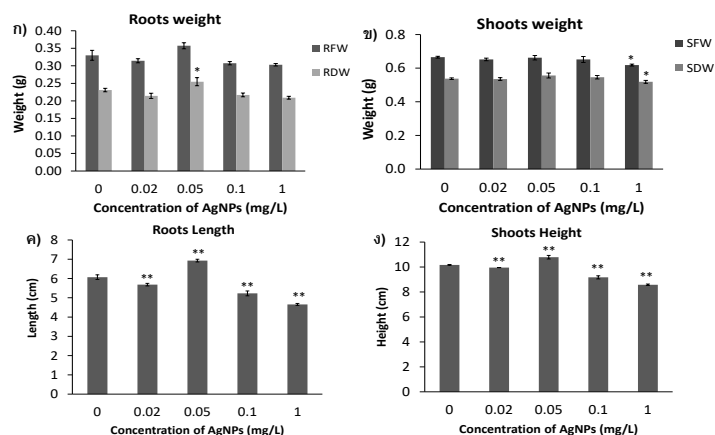 ก)
Roots weight
RFW
RDW
0.40
0.35
0.30
0.25
0.20
0.15
0.10
0.05
0.00
Weight (g)
*
0 0.02 0.05 0.1 1
Concentration of AgNPs (mg/L)
ข)
Shoots weight
SFW
SDW
0.8
0.6
0.4
0.2
0.0
Weight (g)
*
*
0 0.02 0.05 0.1 1
Concentration of AgNPs (mg/L)
ค)
Roots Length
8
7
6
5
4
3
2
1
0
Length (cm)
** ** ** **
0 0.02 0.05 0.1 1
Concentration of AgNPs (mg/L)
ง)
Shoots Height
12
10
8
6
4
2
0
Height (cm)
** ** ** **
0 0.02 0.05 0.1 1
Concentration of AgNPs (mg/L)